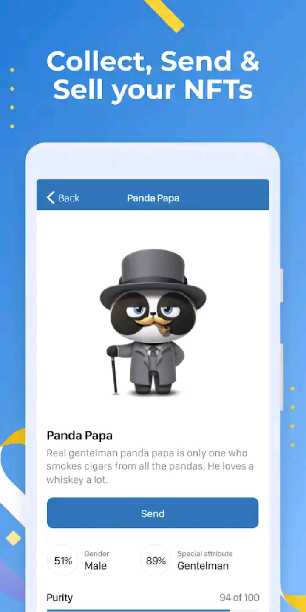 Collect, Send &
Sell your NFTs
Back
Panda Papa
Panda Papa
Real gentelman panda papa is only one who
smokes cigars from all the pandas. He loves a
whiskey a lot.
Send
51%
Gender
Male
89%
Special attribute
Gentelman
Purity
94 of 100